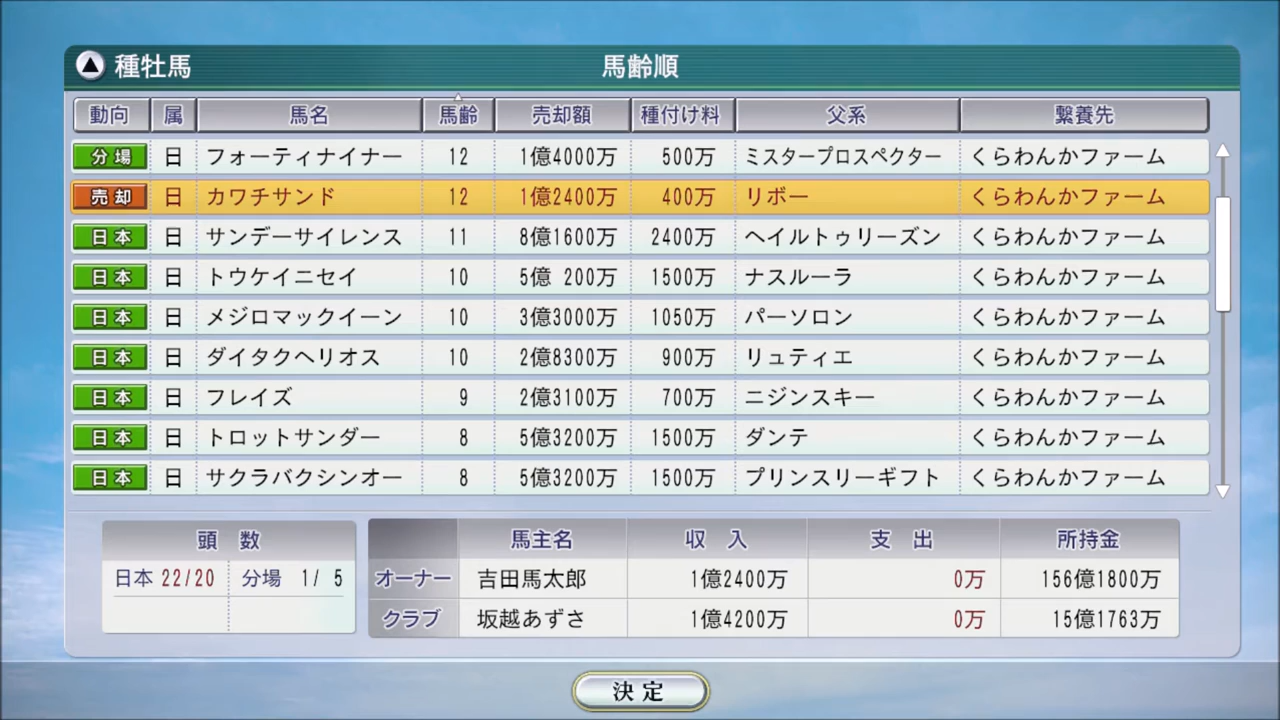 種牡馬 馬齢順
動向 属 馬名 馬齢 売却額 種付け料 父系 繋養先
分場 日 フォーティナイナー 12 1億4000万 500万 ミスタープロスペクター くらわんかファーム
売却 日 カワチサンド 12 1億2400万 400万 リボー くらわんかファーム
日本 日 サンデーサイレンス 11 8億1600万 2400万 ヘイルトゥリーズン くらわんかファーム
日本 日 トウケイニセイ 10 5億 200万 1500万 ナスルーラ くらわんかファーム
日本 日 メジロマックイーン 10 3億3000万 1050万 パーソロン くらわんかファーム
日本 日 ダイタクヘリオス 10 2億8300万 900万 リュティエ くらわんかファーム
日本 日 フレイズ 9 2億3100万 700万 ニジンスキー くらわんかファーム
日本 日 トロットサンダー 8 5億3200万 1500万 ダンテ くらわんかファーム
日本 日 サクラバクシンオー 8 5億3200万 1500万 プリンスリーギフト くらわんかファーム
頭 数
日本 22/20 分場 1/ 5
馬主名 収 入 支 出 所持金
オーナー 吉田馬太郎 1億2400万 0万 156億1800万
クラブ 坂越あずさ 1億4200万 0万 15億1763万
決定